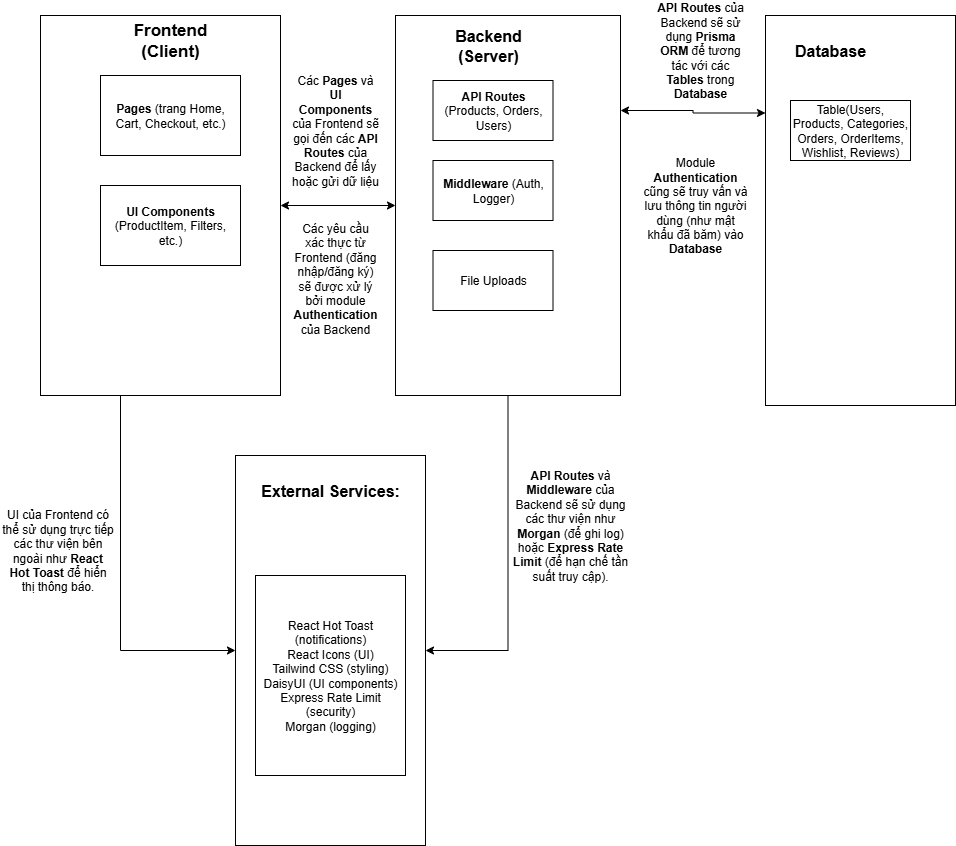 Frontend
(Client)
Pages (trang Home,
Cart, Checkout, etc.)
UI Components
(ProductItem, Filters,
etc.)
Các Pages và
UI
Components
của Frontend sẽ
gọi đến các API
Routes của
Backend để lấy
hoặc gửi dữ liệu
Các yêu cầu
xác thực từ
Frontend (đăng
nhập/đăng ký)
sẽ được xử lý
bởi module
Authentication
của Backend
Backend
(Server)
API Routes
(Products, Orders,
Users)
Middleware (Auth,
Logger)
File Uploads
API Routes của
Backend sẽ sử
dụng Prisma
ORM để tương
tác với các
Tables trong
Database
Module
Authentication
cũng sẽ truy vấn và
lưu thông tin người
dùng (như mật
khẩu đã băm) vào
Database
Database
Table(Users,
Products, Categories,
Orders, OrderItems,
Wishlist, Reviews)
UI của Frontend có
thể sử dụng trực tiếp
các thư viện bên
ngoài như React
Hot Toast để hiển
thị thông báo.
External Services:
React Hot Toast
(notifications)
React Icons (UI)
Tailwind CSS (styling)
DaisyUI (UI components)
Express Rate Limit
(security)
Morgan (logging)
API Routes và
Middleware của
Backend sẽ sử dụng
các thư viện như
Morgan (để ghi log)
hoặc Express Rate
Limit (để hạn chế tần
suất truy cập).